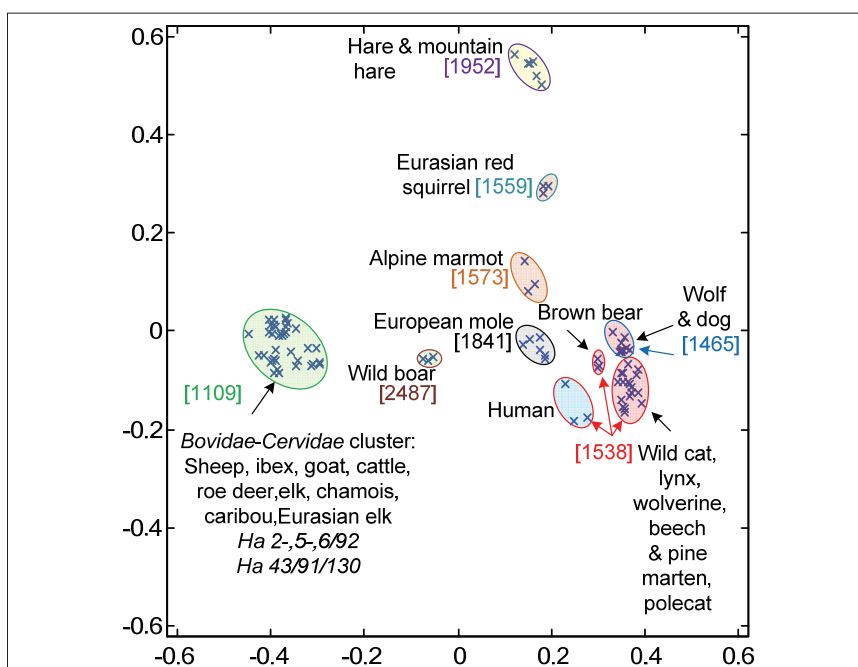 0.6
0.4
0.2
0
-0.2
-0.4
-0.6
Hare & mountain
hare
[1952]
Eurasian red
squirrel [1559]
Alpine marmot
[1573]
European mole
[1841]
Brown bear
Wolf
& dog
[1465]
Wild boar
[2487]
[1109]
Human
[1538]
Bovidae-Cervidae cluster:
Sheep, ibex, goat, cattle,
roe deer,elk, chamois,
caribou,Eurasian elk
Ha 2-,5-,6/92
Ha 43/91/130
Wild cat,
lynx,
wolverine,
beech
& pine
marten,
polecat
-0.6 -0.4 -0.2 0 0.2 0.4 0.6